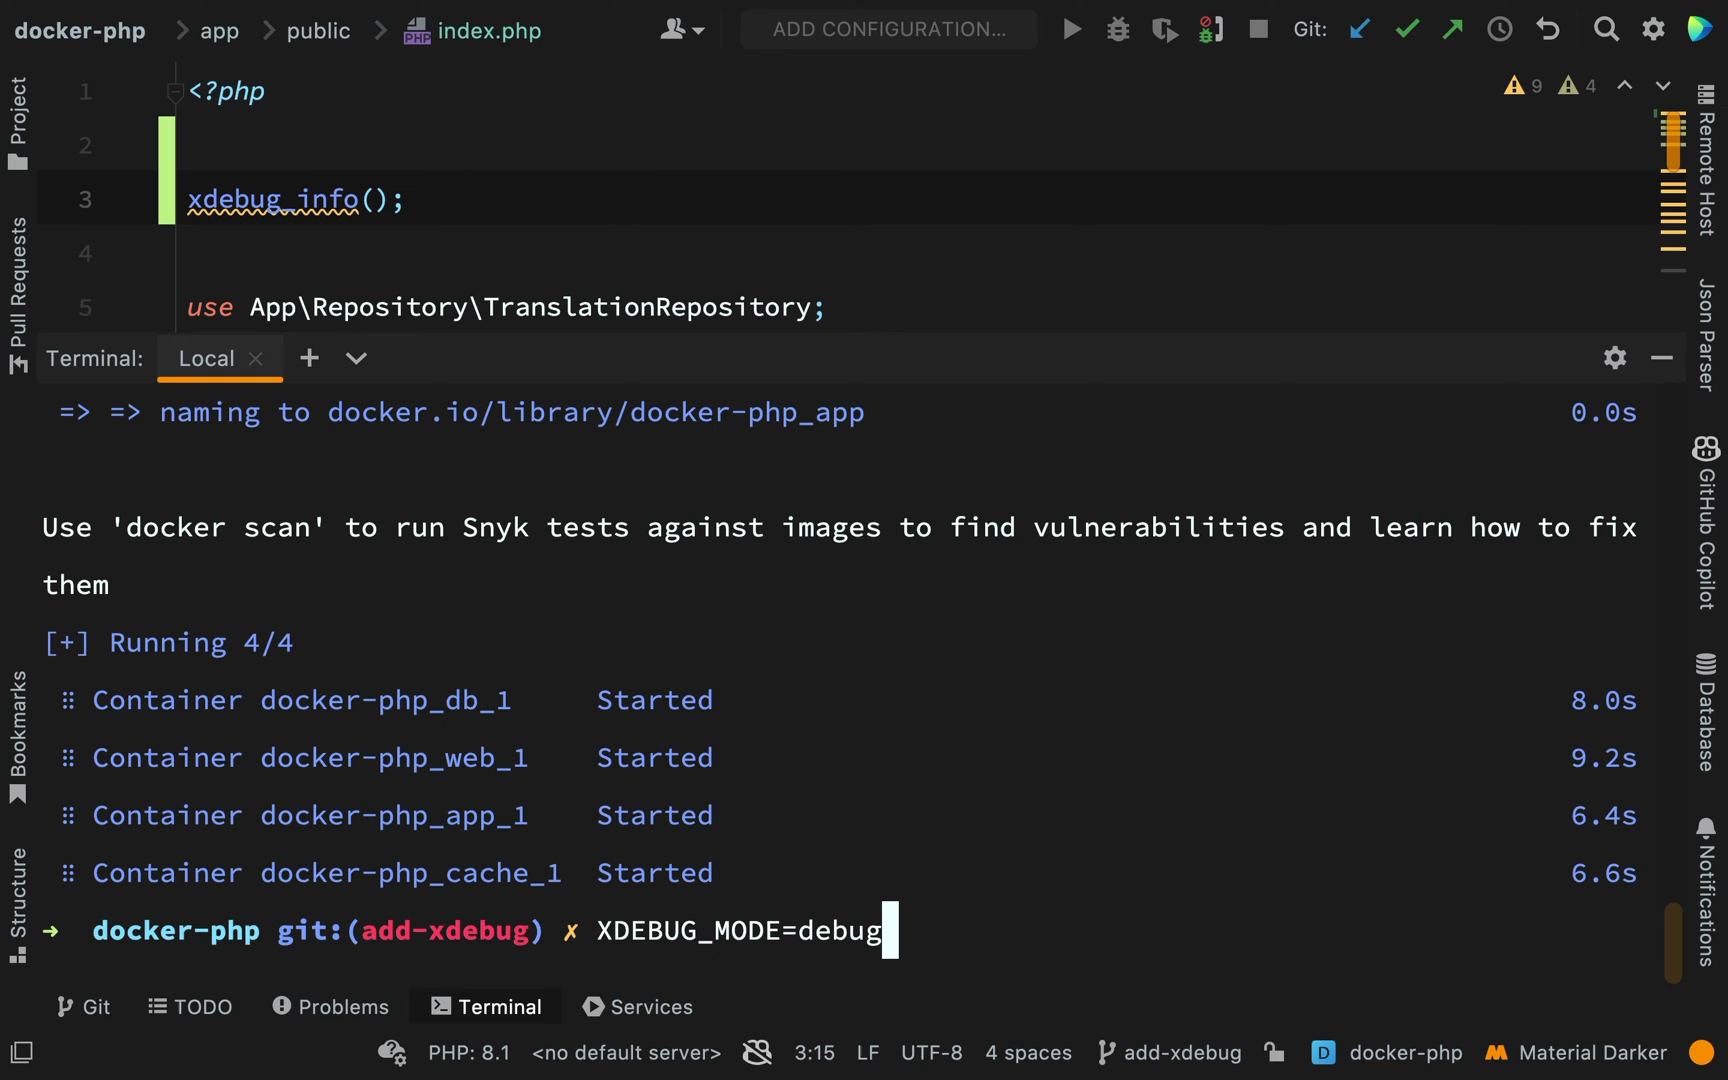 docker-php app public index.php ADD CONFIGURATION... Git:
1 <?php
9 4
2
3 xdebug_info();
4
5 use App\Repository\TranslationRepository;
Project
Pull Requests
Bookmarks
Structure
Remote Host
Json Parser
GitHub Copilot
Database
Notifications
Terminal: Local
=> => naming to docker.io/library/docker-php_app 0.0s
Use 'docker scan' to run Snyk tests against images to find vulnerabilities and learn how to fix
them
[+] Running 4/4
Container docker-php_db_1 Started 8.0s
Container docker-php_web_1 Started 9.2s
Container docker-php_app_1 Started 6.4s
Container docker-php_cache_1 Started 6.6s
→ docker-php git:(add-xdebug) ✗ XDEBUG_MODE=debug
Git TODO Problems Terminal Services
PHP: 8.1 <no default server> 3:15 LF UTF-8 4 spaces add-xdebug D docker-php Material Darker